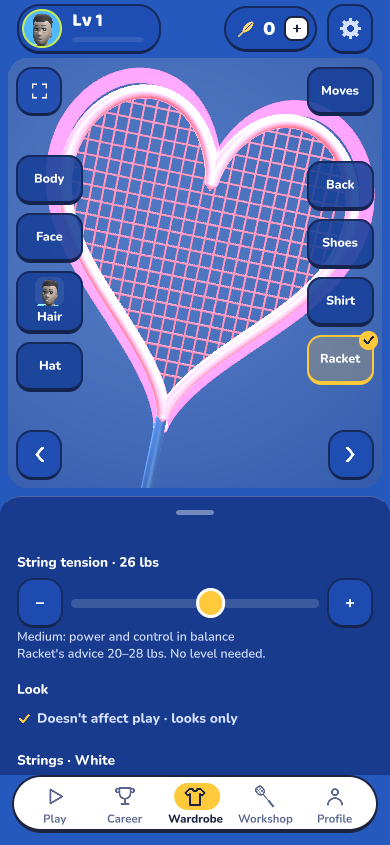 Lv 1
0
+
Moves
Body
Back
Face
Shoes
Hair
Shirt
Hat
Racket
String tension · 26 lbs
−
+
Medium: power and control in balance
Racket's advice 20–28 lbs. No level needed.
Look
Doesn't affect play · looks only
Strings · White
Play
Career
Wardrobe
Workshop
Profile